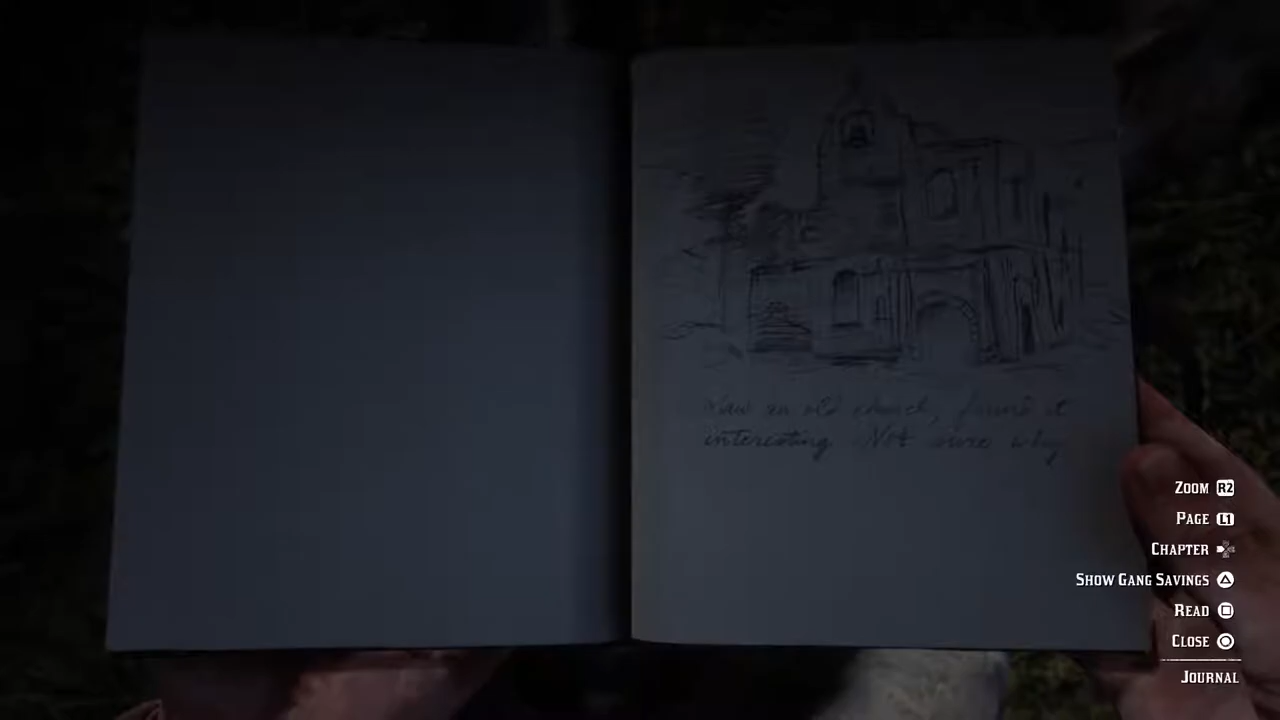 Saw an old church, found it
interesting. Not sure why
ZOOM R2
PAGE L1
CHAPTER
SHOW GANG SAVINGS
READ
CLOSE
JOURNAL